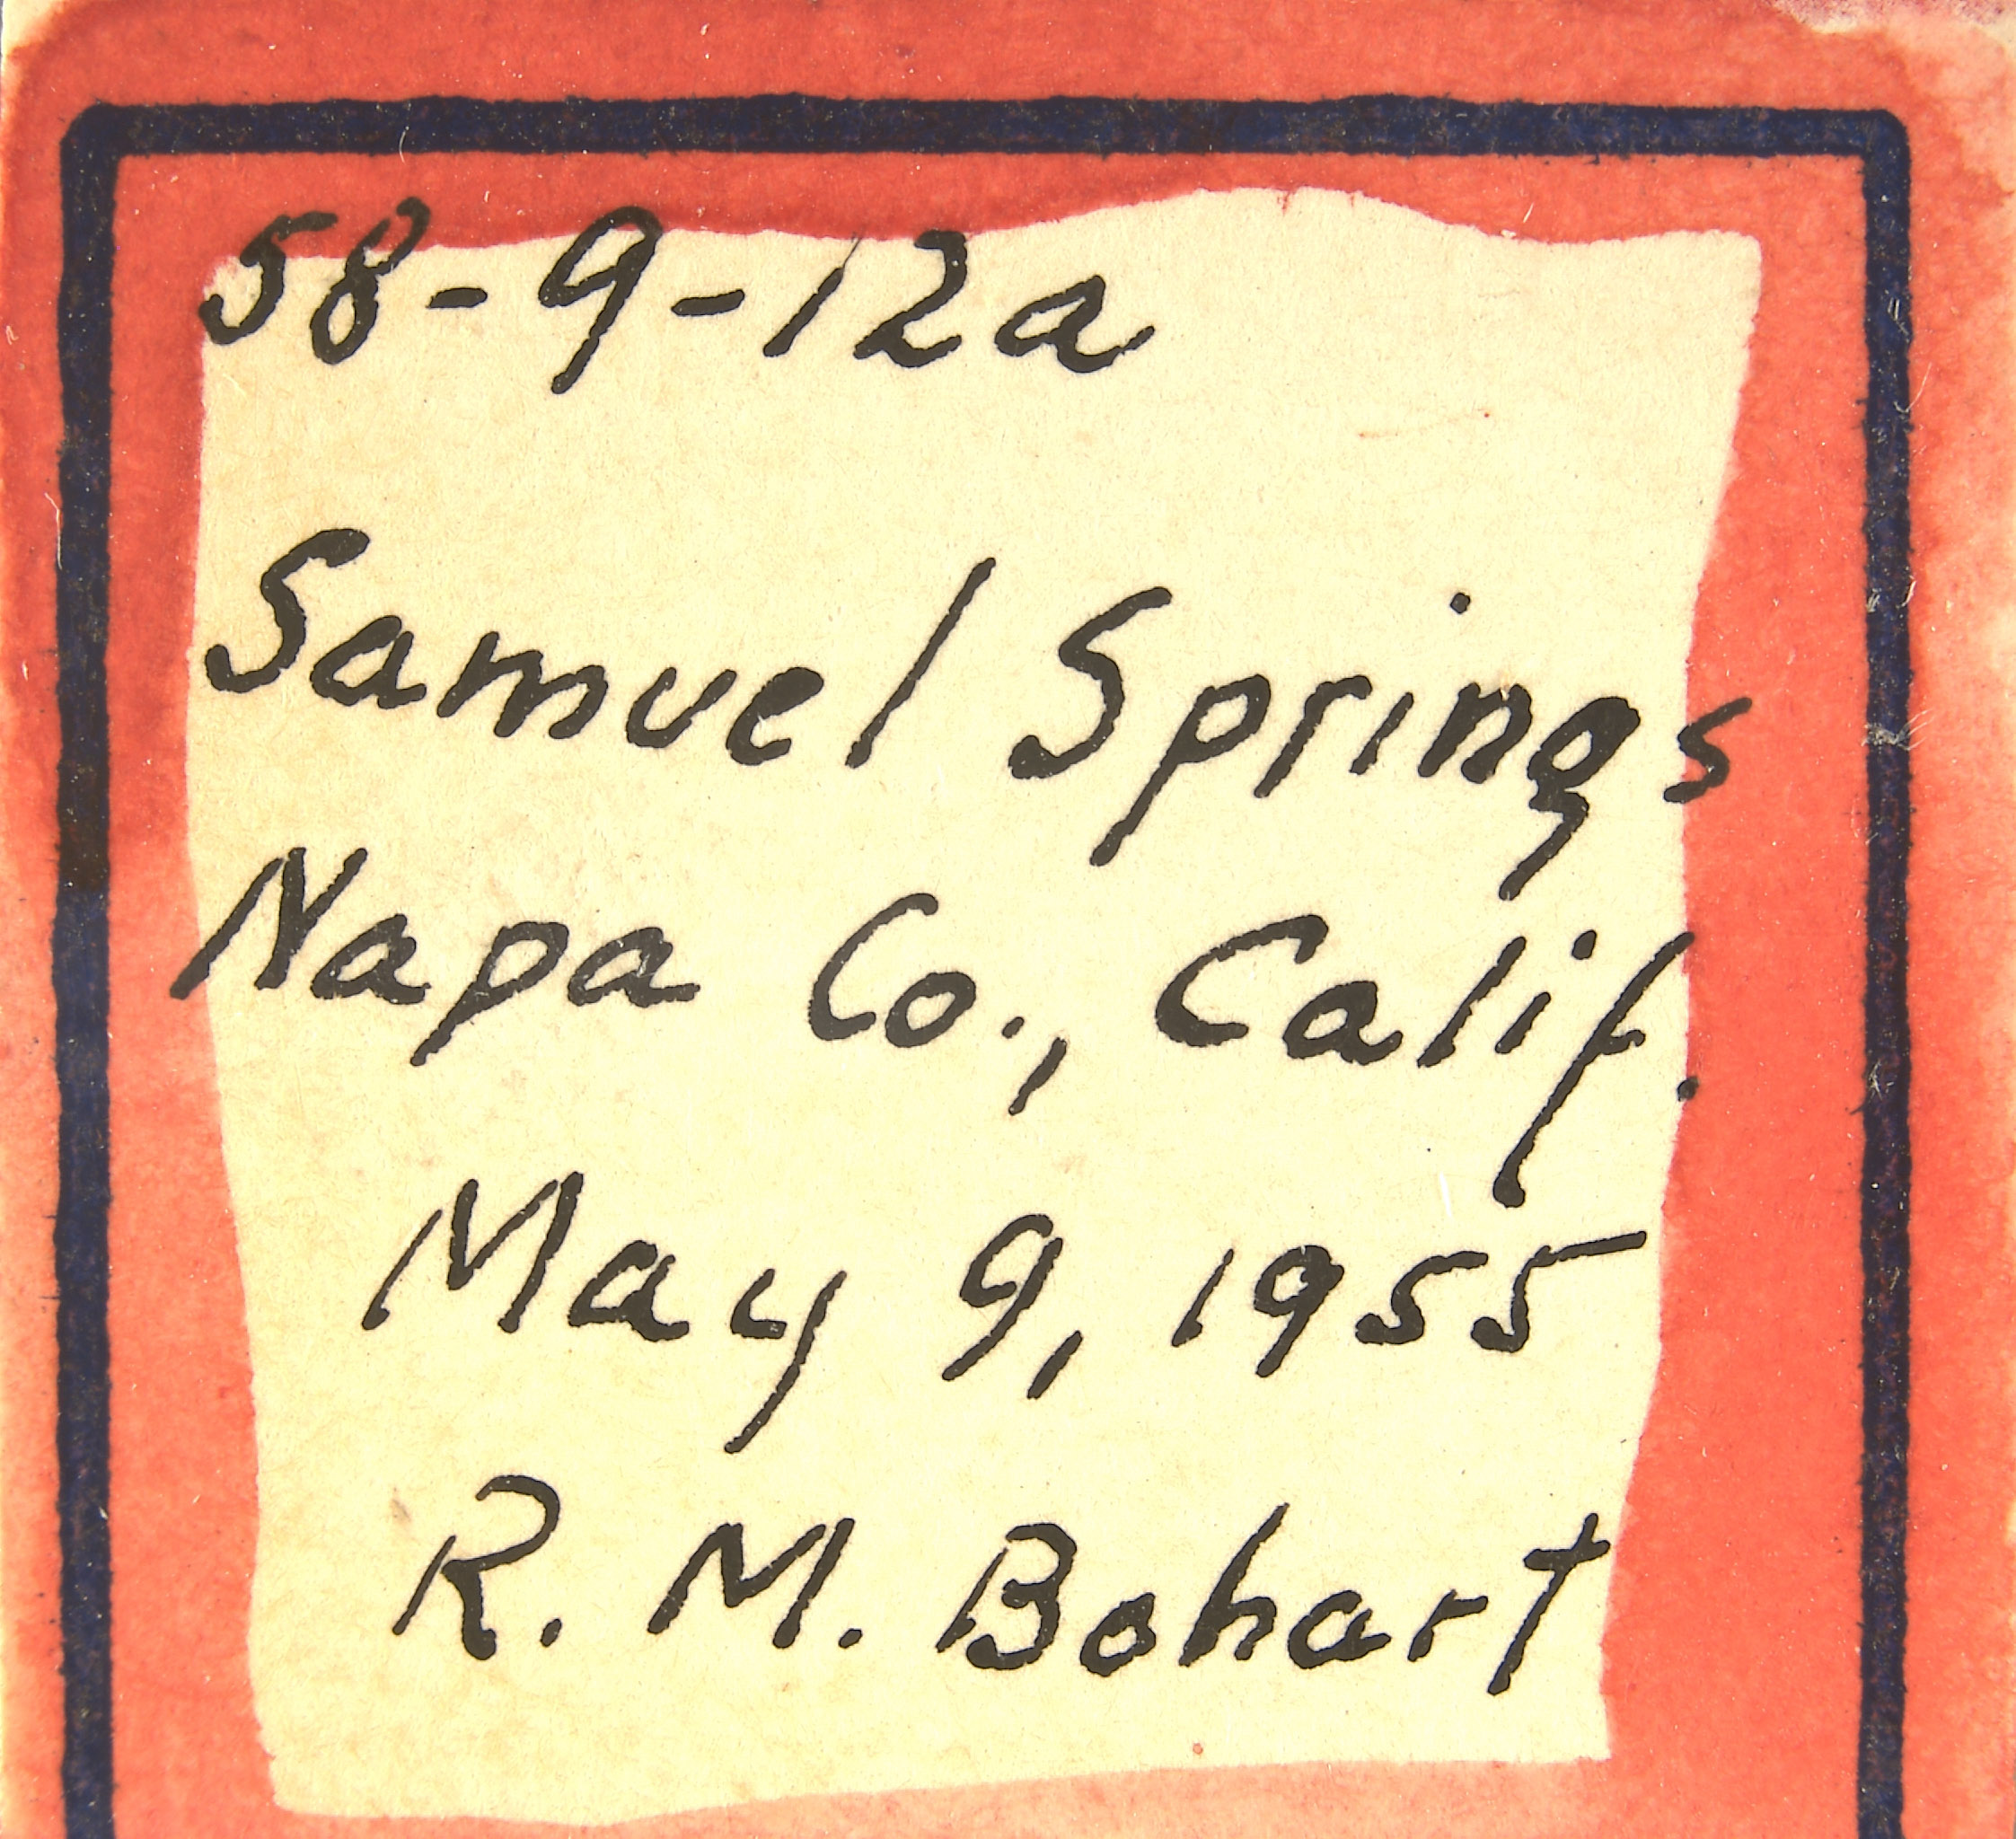 58-9-12a
Samuel Springs
Napa Co., Calif.
May 9, 1955
R. M. Bohart